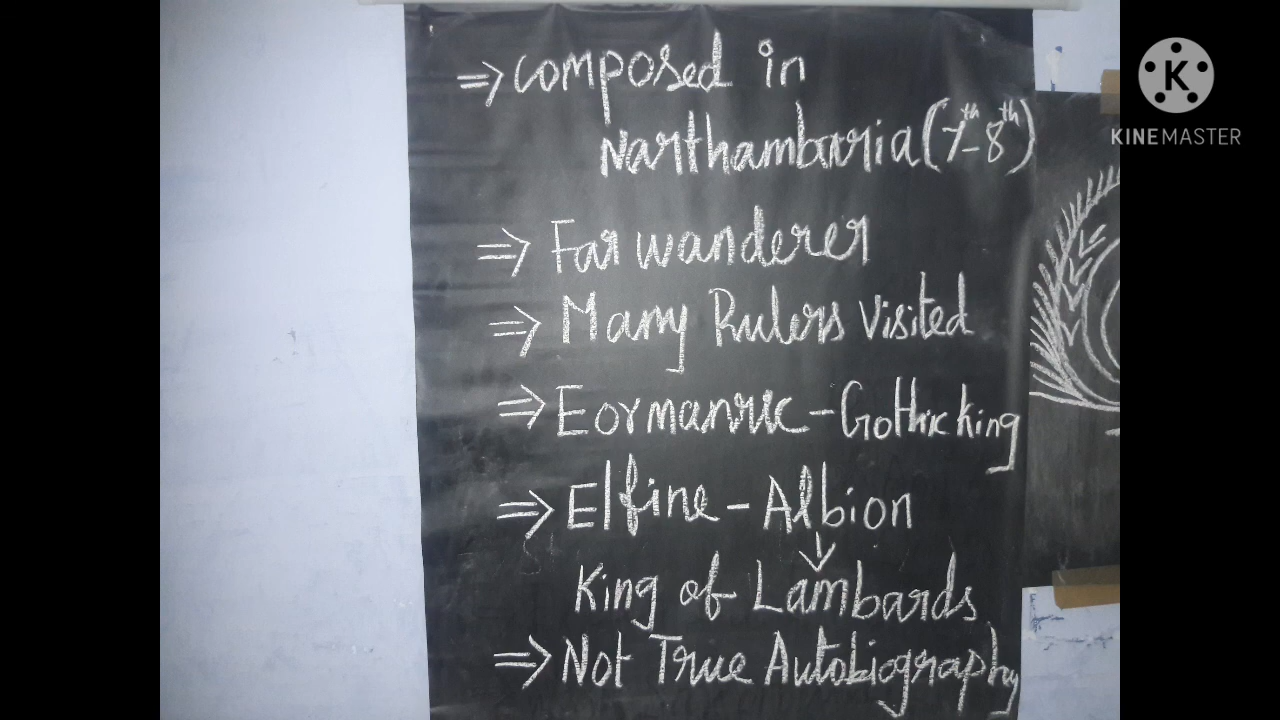 ⇒ composed in
Narthambaria (7th-8th)
⇒ Far wanderer
⇒ Many Rulers visited
⇒ Eormanric - Gothic king
⇒ Elfine - Albion
↓
King of Lambards
⇒ Not True Autobiography
K
KINEMASTER